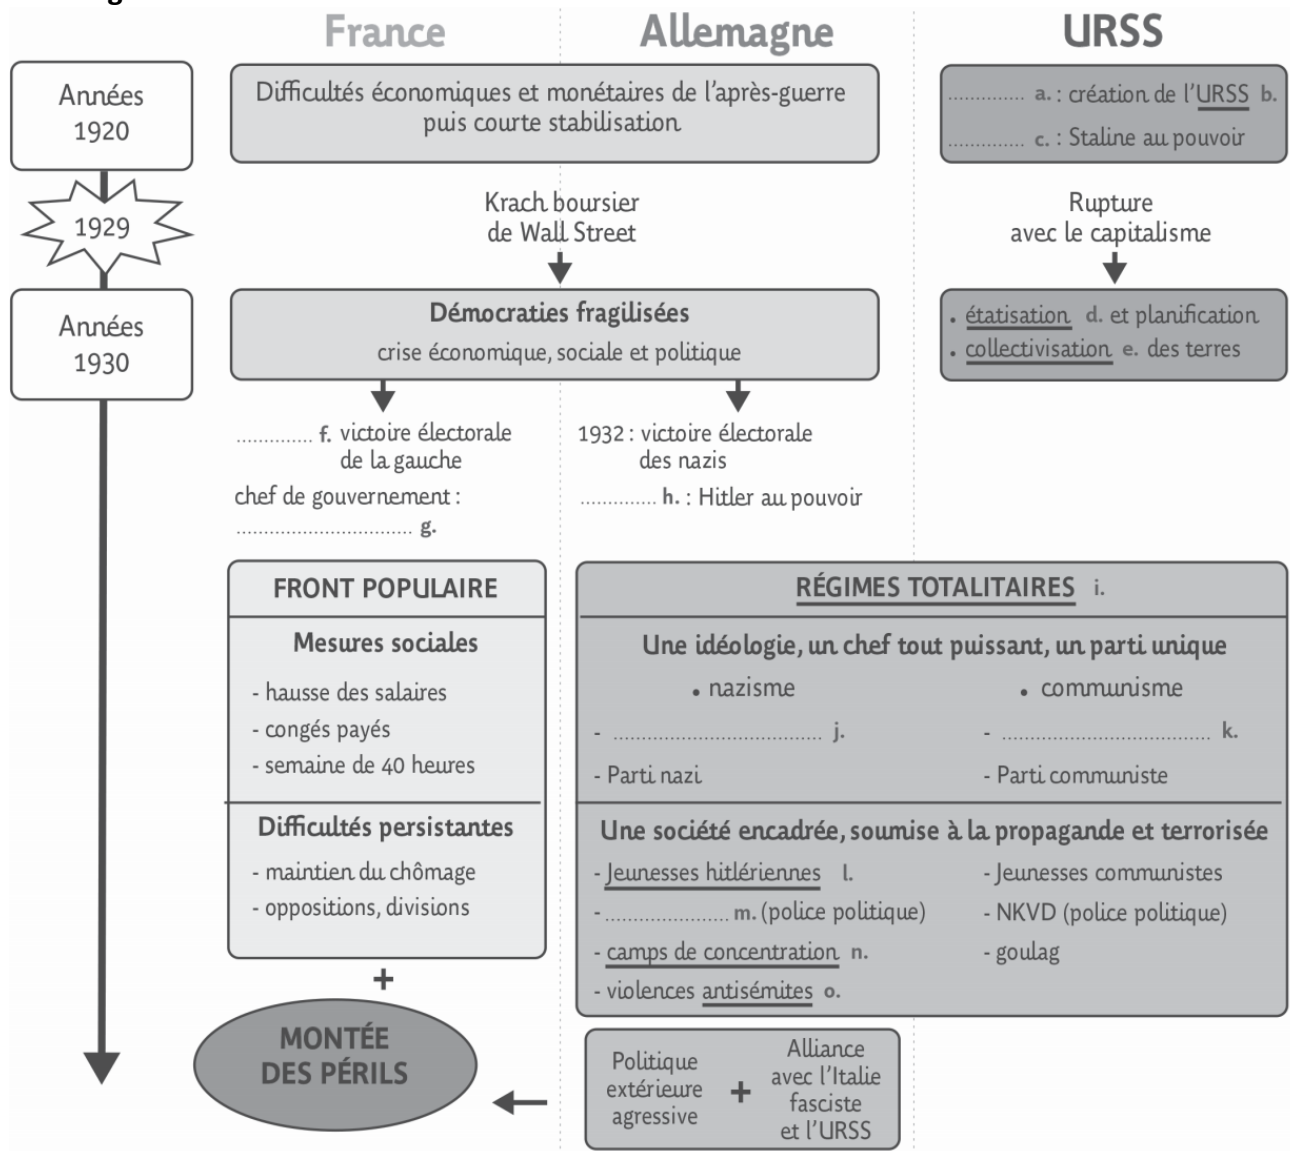 France
Allemagne
URSS
Années
1920
Difficultés économiques et monétaires de l'après-guerre
puis courte stabilisation
.............. a. : création de l'URSS b.
.............. c. : Staline au pouvoir
1929
Krach boursier
de Wall Street
Rupture
avec le capitalisme
Années
1930
Démocraties fragilisées
crise économique, sociale et politique
• étatisation d. et planification
• collectivisation e. des terres
.............. f. victoire électorale
de la gauche
chef de gouvernement :
................................ g.
1932 : victoire électorale
des nazis
.............. h. : Hitler au pouvoir
FRONT POPULAIRE
Mesures sociales
- hausse des salaires
- congés payés
- semaine de 40 heures
Difficultés persistantes
- maintien du chômage
- oppositions, divisions
RÉGIMES TOTALITAIRES i.
Une idéologie, un chef tout puissant, un parti unique
• nazisme
• communisme
- ...................................... j.
- ...................................... k.
- Parti nazi
- Parti communiste
Une société encadrée, soumise à la propagande et terrorisée
- Jeunesses hitlériennes l.
- Jeunesses communistes
- ...................... m. (police politique)
- NKVD (police politique)
- camps de concentration n.
- goulag
- violences antisémites o.
+
MONTÉE
DES PÉRILS
Politique
extérieure
agressive
+
Alliance
avec l'Italie
fasciste
et l'URSS